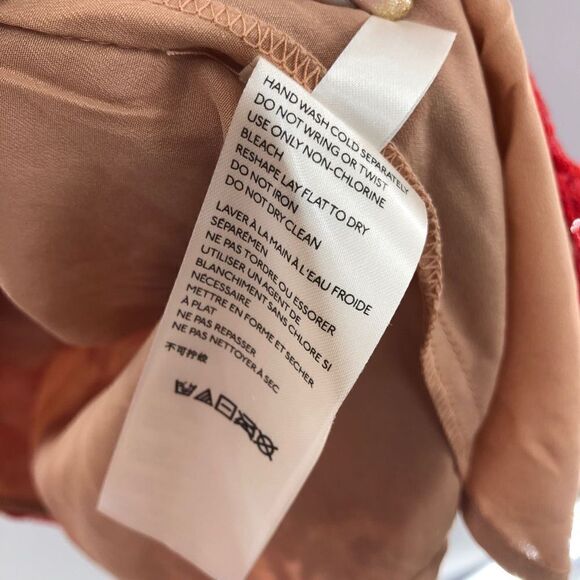 HAND WASH COLD SEPARATELY
DO NOT WRING OR TWIST
USE ONLY NON-CHLORINE
BLEACH
RESHAPE LAY FLAT TO DRY
DO NOT IRON
DO NOT DRY CLEAN
LAVER À LA MAIN À L'EAU FROIDE
SÉPARÉMEN
NE PAS TORDRE OU ESSORER
UTILISER UN AGENT DE
BLANCHIMENT SANS CHLORE SI
NÉCESSAIRE
METTRE EN FORME ET SECHER
À PLAT
NE PAS REPASSER
NE PAS NETTOYER À SEC
不可拧绞